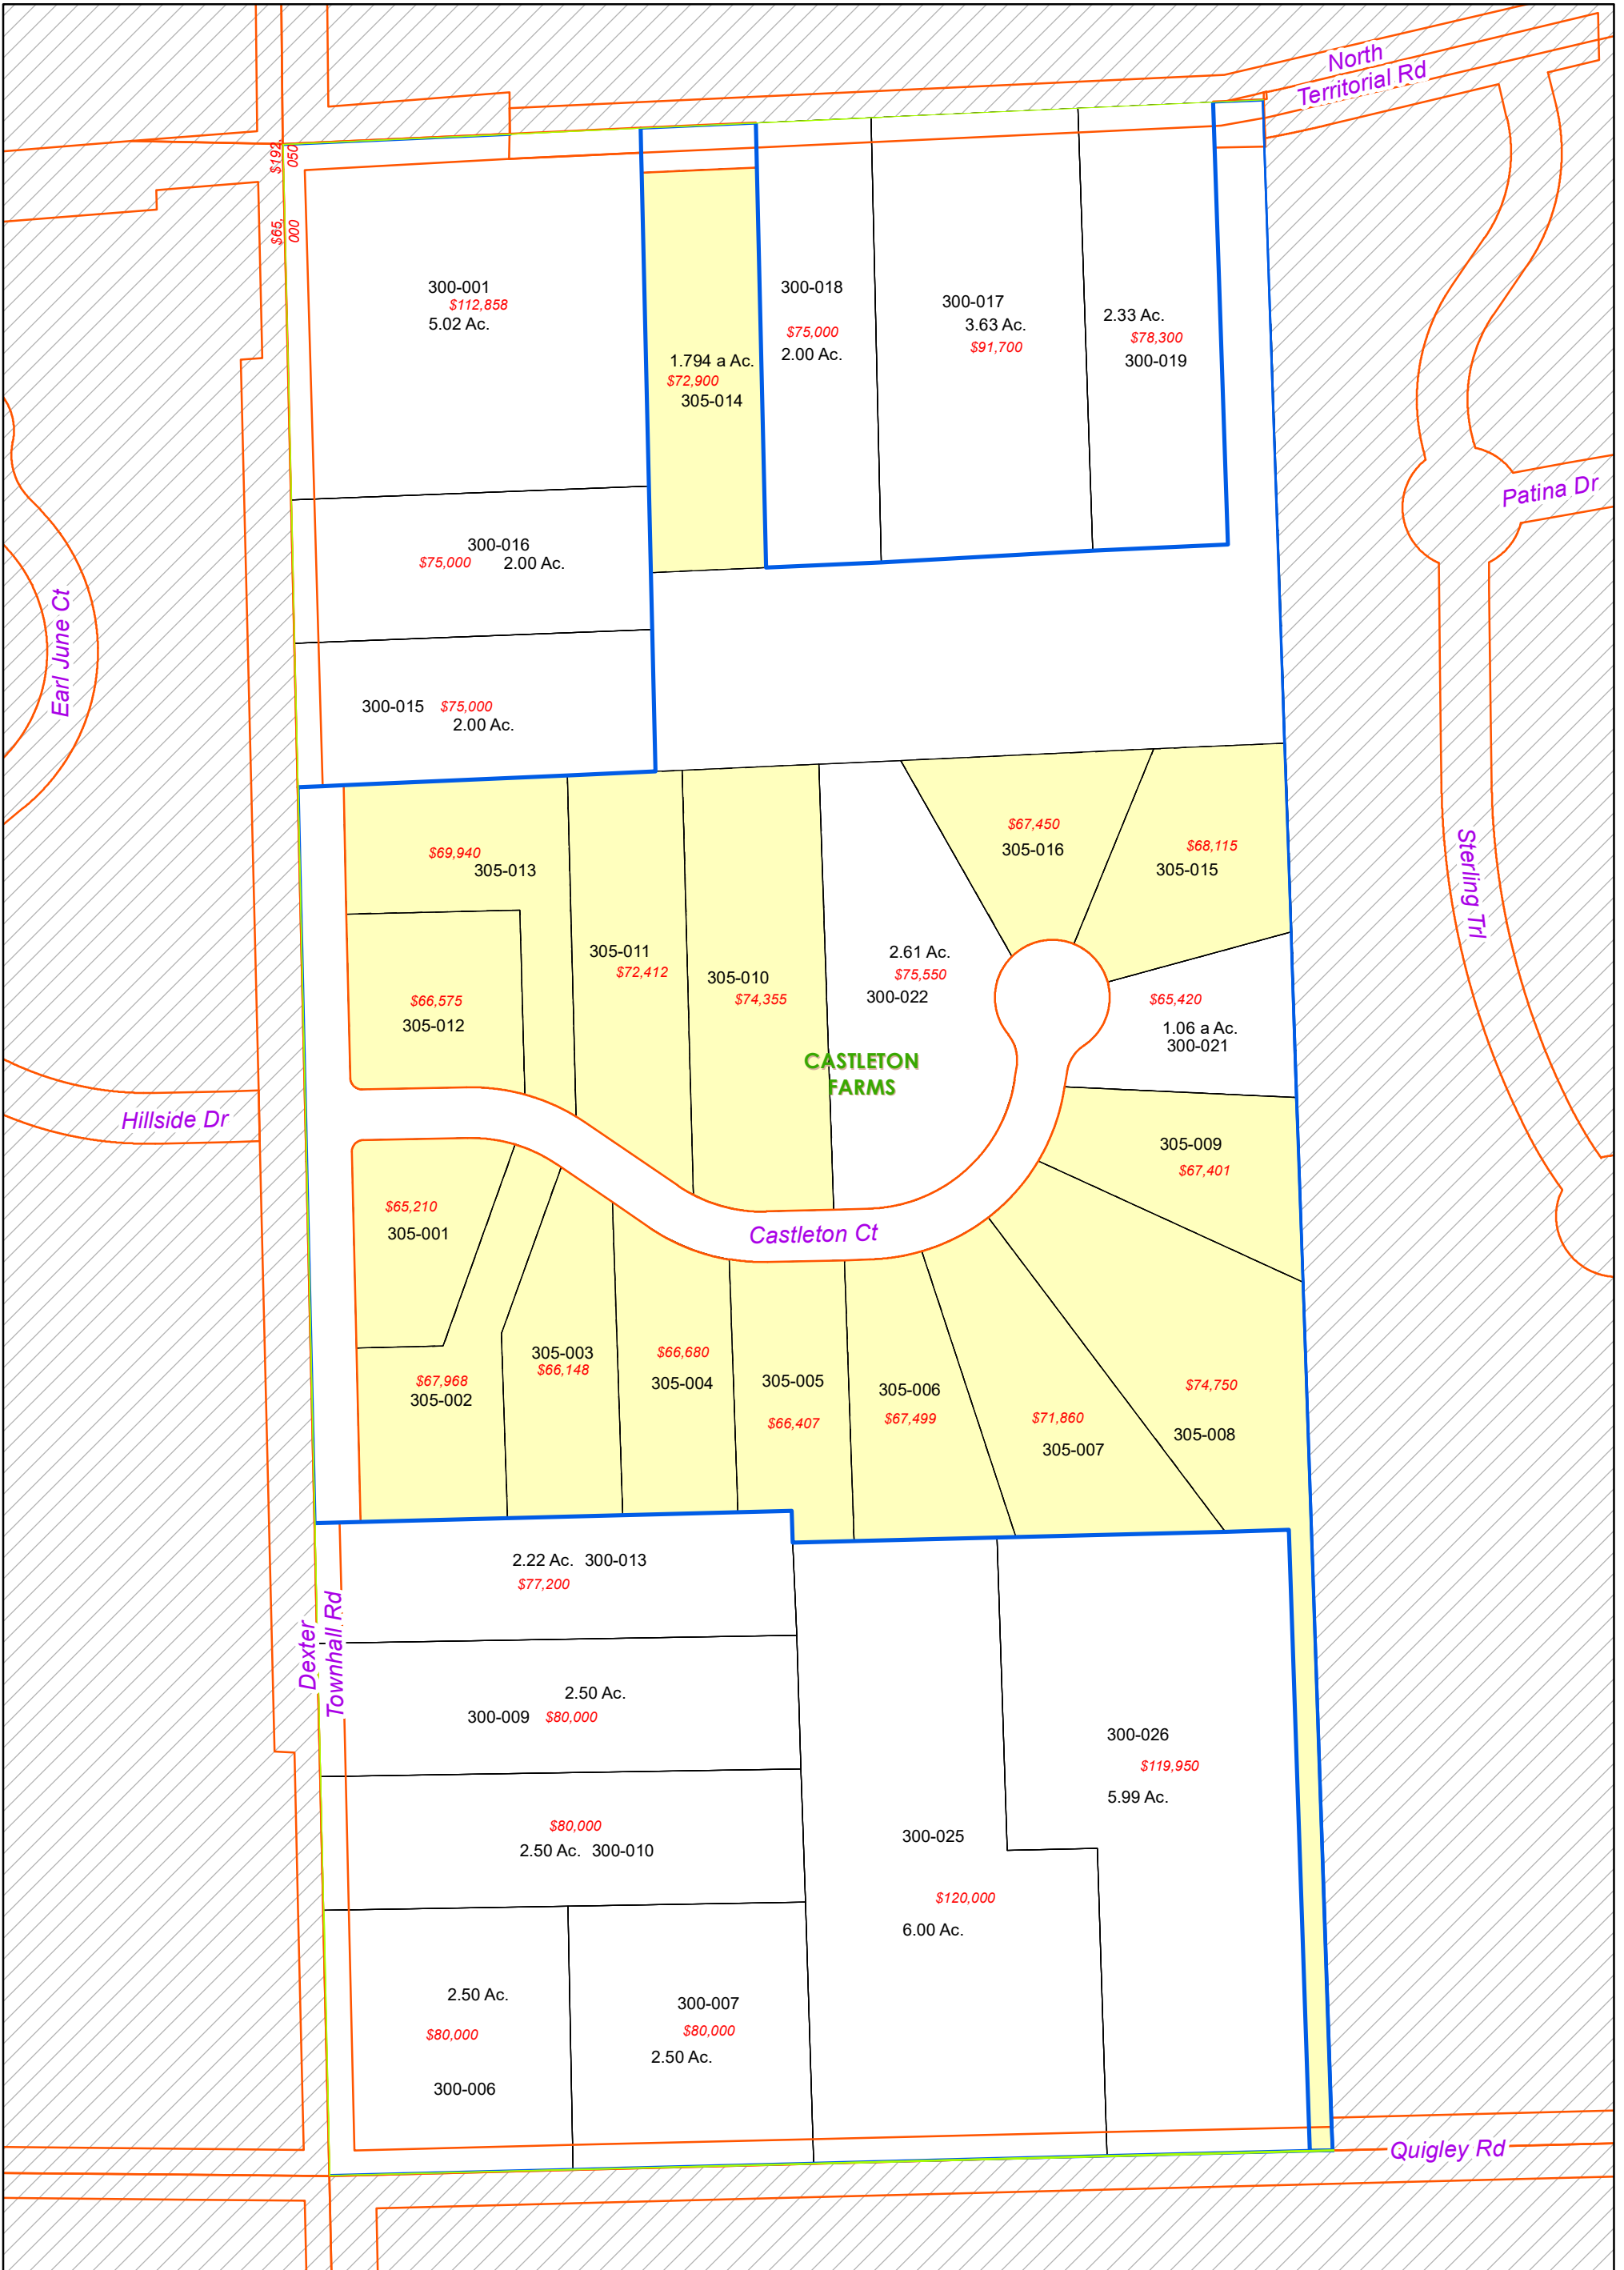 North
Territorial Rd
$192,
050
$65,
000
300-001
$112,858
5.02 Ac.
1.794 a Ac.
$72,900
305-014
300-018
$75,000
2.00 Ac.
300-017
3.63 Ac.
$91,700
2.33 Ac.
$78,300
300-019
Patina Dr
300-016
$75,000 2.00 Ac.
Earl June Ct
300-015 $75,000
2.00 Ac.
Sterling Trl
$69,940
305-013
305-011
$72,412
305-010
$74,355
2.61 Ac.
$75,550
300-022
$67,450
305-016
$68,115
305-015
$66,575
305-012
$65,420
1.06 a Ac.
300-021
CASTLETON
FARMS
Hillside Dr
305-009
$67,401
Castleton Ct
$65,210
305-001
$67,968
305-002
305-003
$66,148
$66,680
305-004
305-005
$66,407
305-006
$67,499
$71,860
305-007
$74,750
305-008
2.22 Ac. 300-013
$77,200
Dexter
Townhall Rd
2.50 Ac.
300-009 $80,000
300-026
$119,950
5.99 Ac.
$80,000
2.50 Ac. 300-010
300-025
$120,000
6.00 Ac.
2.50 Ac.
$80,000
300-006
300-007
$80,000
2.50 Ac.
Quigley Rd